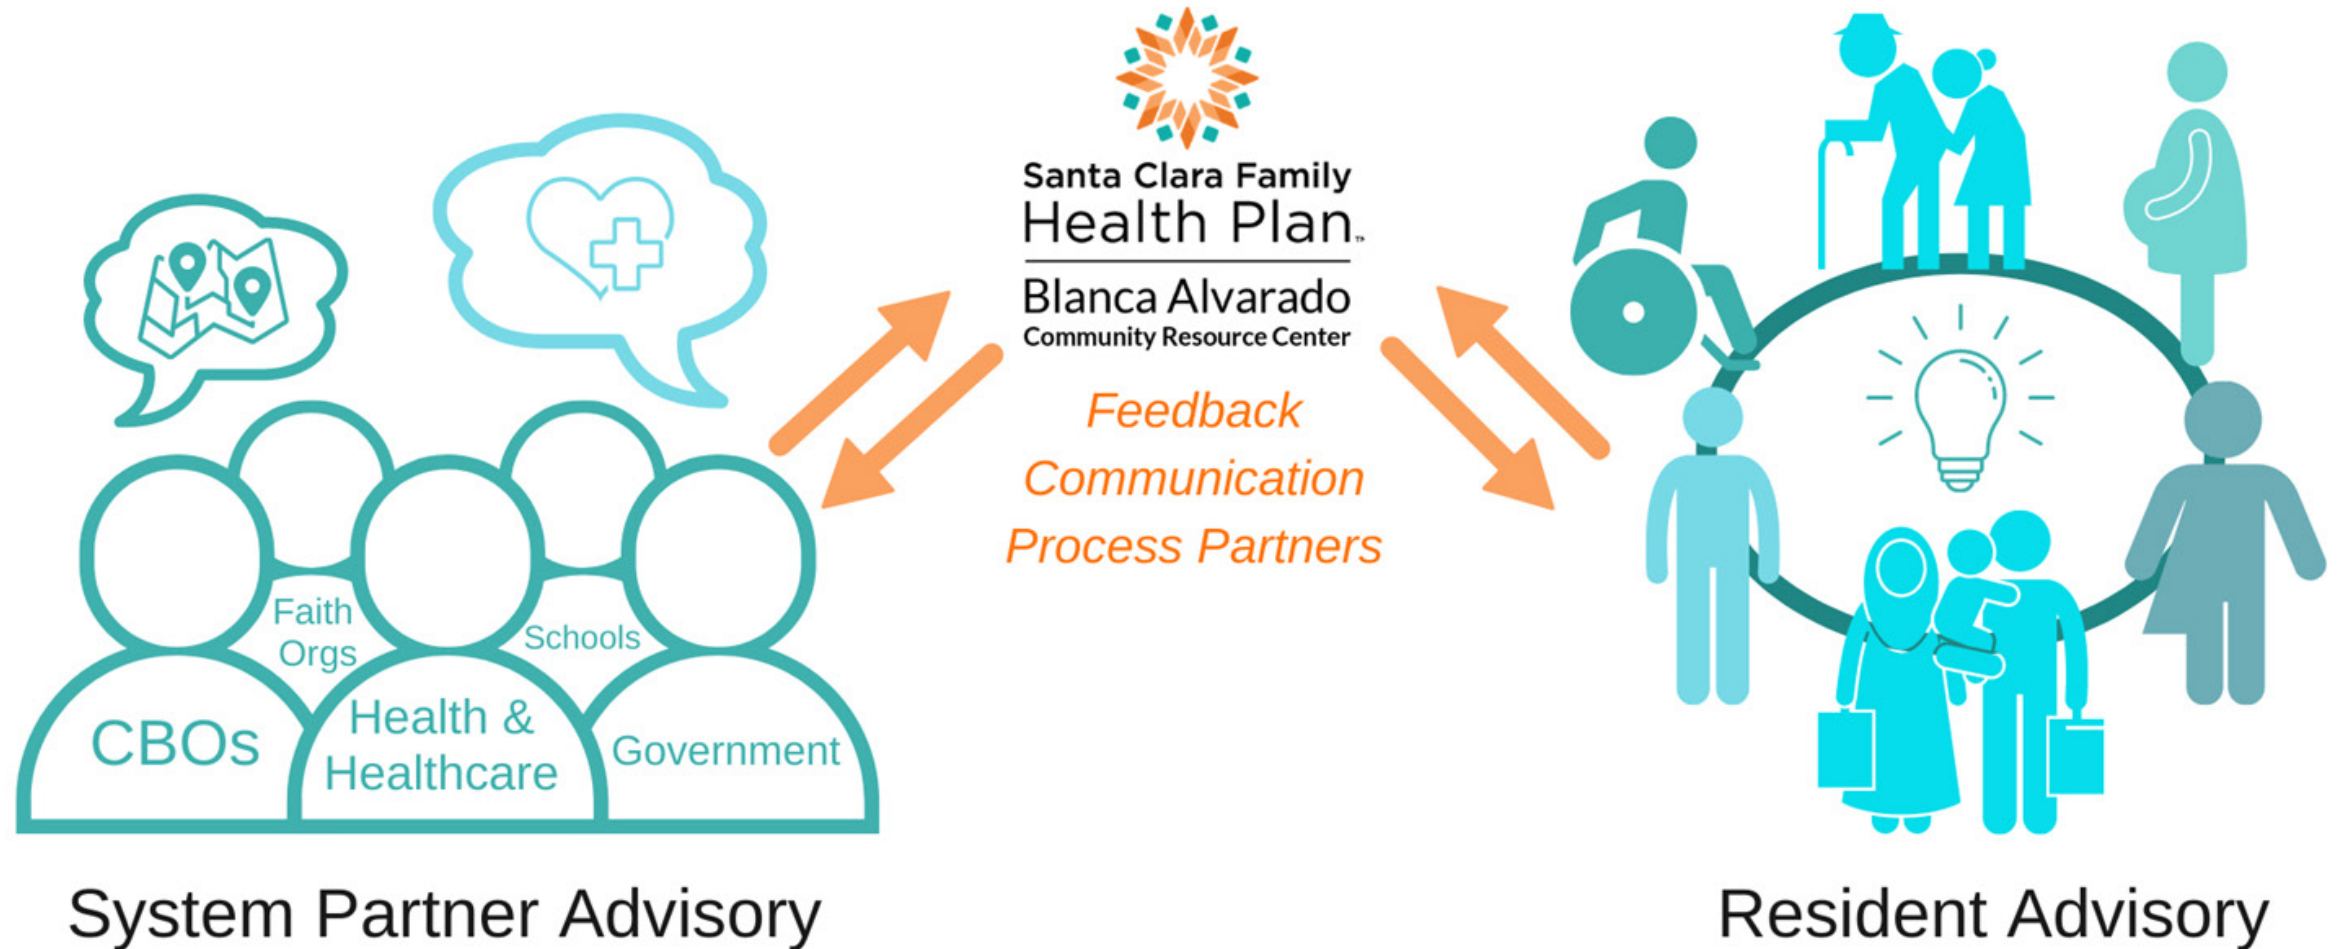 Santa Clara Family
Health Plan™
Blanca Alvarado
Community Resource Center
Feedback
Communication
Process Partners
Faith
Orgs
Schools
CBOs
Health &
Healthcare
Government
System Partner Advisory
Resident Advisory